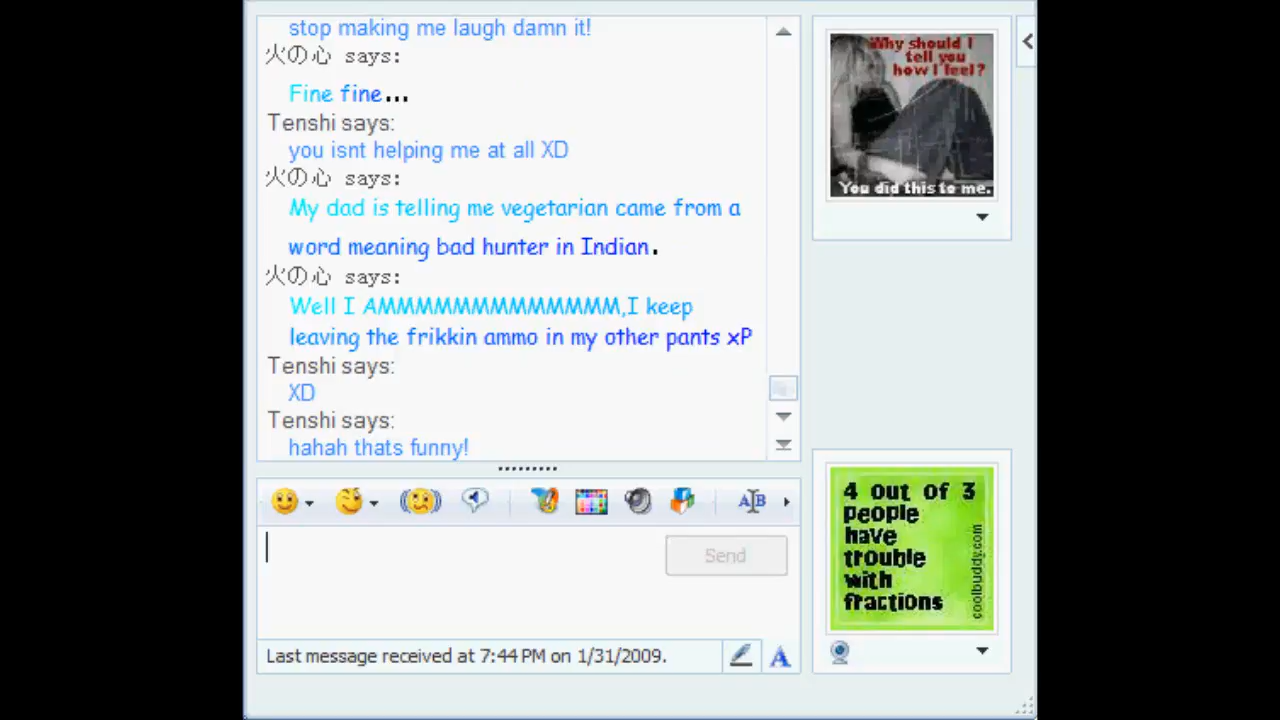 stop making me laugh damn it!
火の心 says:
Fine fine...
Tenshi says:
you isnt helping me at all XD
火の心 says:
My dad is telling me vegetarian came from a
word meaning bad hunter in Indian.
火の心 says:
Well I AMMMMMMMMMMMMMM,I keep
leaving the frikkin ammo in my other pants xP
Tenshi says:
XD
Tenshi says:
hahah thats funny!
Send
Last message received at 7:44 PM on 1/31/2009.
Why should I
tell you
how I feel?
You did this to me.
4 out of 3
people
have
trouble
with
fractions
coolbuddy.com